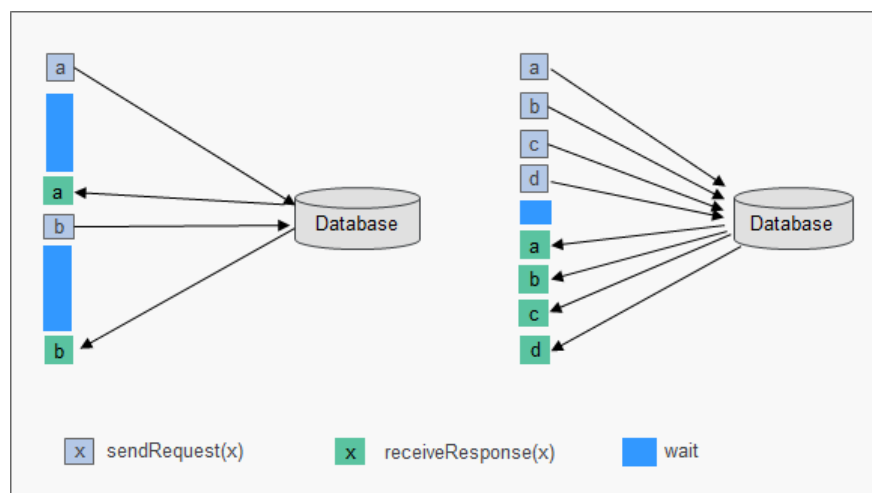 a
a
b
b
Database
a
b
c
d
a
b
c
d
Database
x sendRequest(x)
x receiveResponse(x)
wait